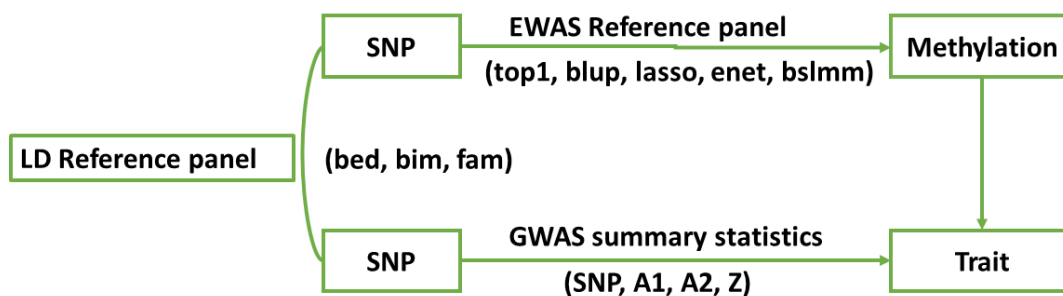 SNP
EWAS Reference panel
Methylation
(top1, blup, lasso, enet, bslmm)
LD Reference panel
(bed, bim, fam)
SNP
GWAS summary statistics
Trait
(SNP, A1, A2, Z)